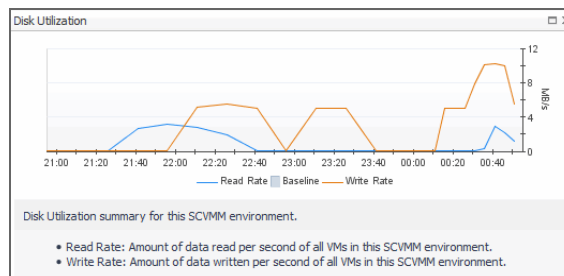 Disk Utilization
12
8
4
0
MB/s
21:00 21:20 21:40 22:00 22:20 22:40 23:00 23:20 23:40 00:00 00:20 00:40
Read Rate Baseline Write Rate
Disk Utilization summary for this SCVMM environment.
• Read Rate: Amount of data read per second of all VMs in this SCVMM environment.
• Write Rate: Amount of data written per second of all VMs in this SCVMM environment.